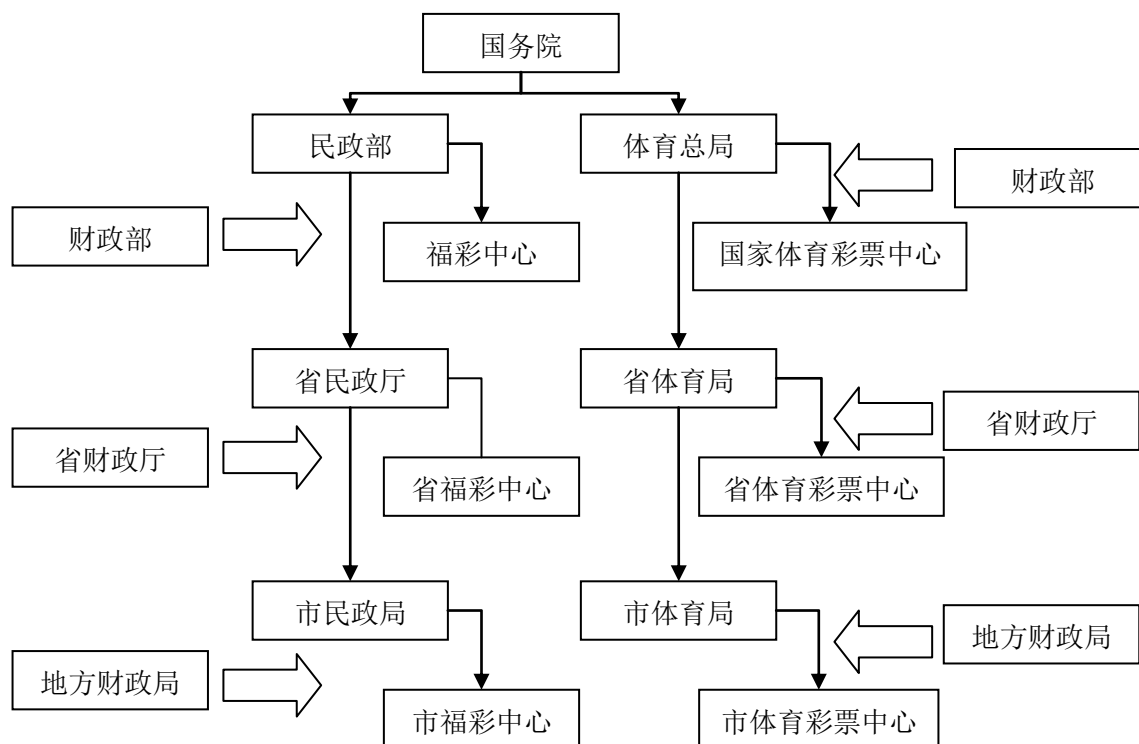 国务院
民政部
体育总局
财政部
财政部
福彩中心
国家体育彩票中心
省民政厅
省体育局
省财政厅
省财政厅
省福彩中心
省体育彩票中心
市民政局
市体育局
地方财政局
地方财政局
市福彩中心
市体育彩票中心